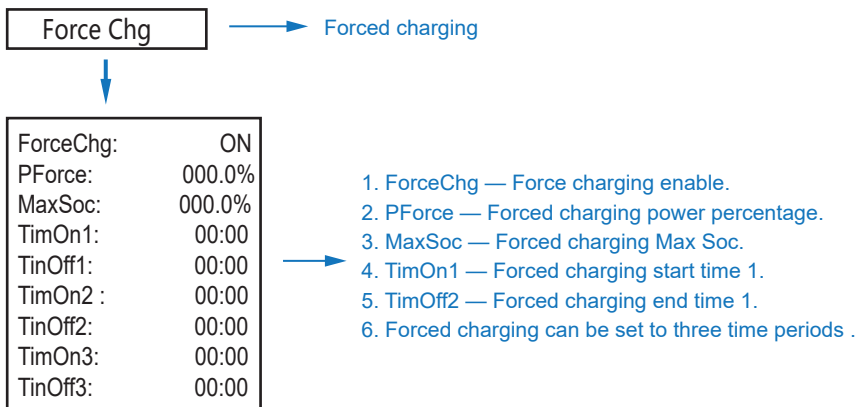 Force Chg
Forced charging
ForceChg: ON
PForce: 000.0%
MaxSoc: 000.0%
TimOn1: 00:00
TinOff1: 00:00
TimOn2 : 00:00
TinOff2: 00:00
TimOn3: 00:00
TinOff3: 00:00
1. ForceChg — Force charging enable.
2. PForce — Forced charging power percentage.
3. MaxSoc — Forced charging Max Soc.
4. TimOn1 — Forced charging start time 1.
5. TimOff2 — Forced charging end time 1.
6. Forced charging can be set to three time periods .